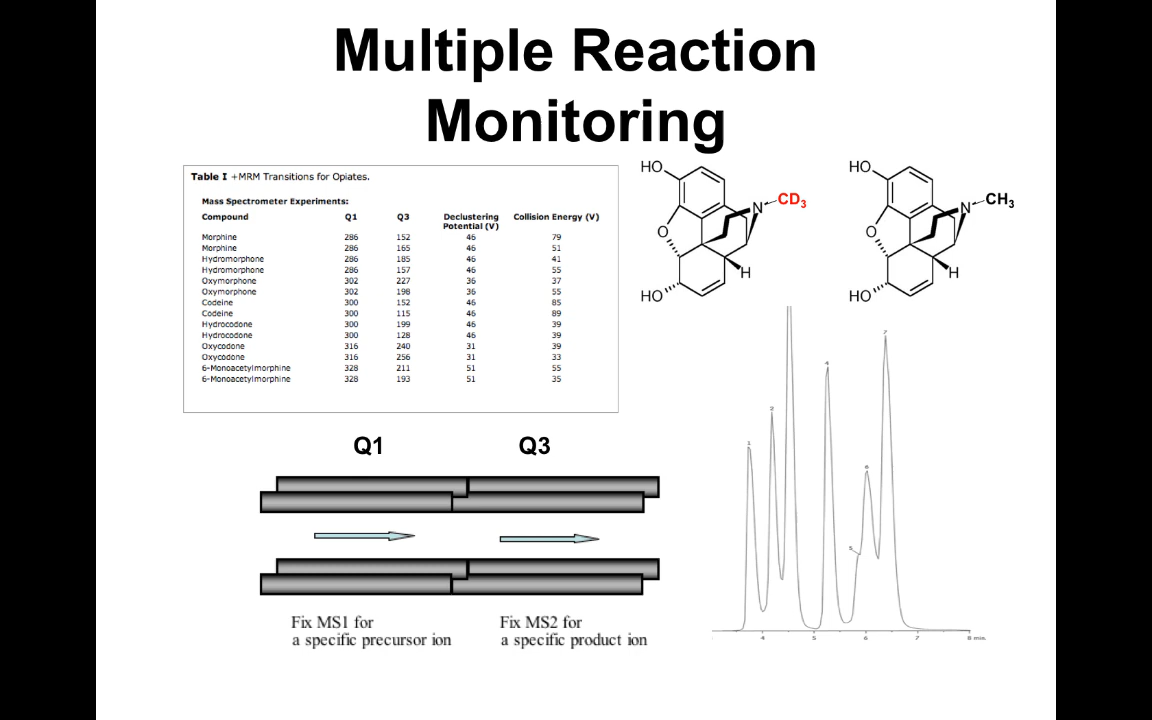 Multiple Reaction
Monitoring
Table I +MRM Transitions for Opiates.
Mass Spectrometer Experiments:
Compound Q1 Q3 Declustering Potential (V) Collision Energy (V)
Morphine 286 152 46 79
Morphine 286 165 46 51
Hydromorphone 286 185 46 41
Hydromorphone 286 157 46 55
Oxymorphone 302 227 36 37
Oxymorphone 302 198 36 55
Codeine 300 152 46 85
Codeine 300 115 46 89
Hydrocodone 300 199 46 39
Hydrocodone 300 128 46 39
Oxycodone 316 240 31 39
Oxycodone 316 256 31 33
6-Monoacetylmorphine 328 211 51 55
6-Monoacetylmorphine 328 193 51 35
HO
N
CD3
O
H
HO
HO
N
CH3
O
H
HO
Q1 Q3
Fix MS1 for
a specific precursor ion
Fix MS2 for
a specific product ion
1
2
4
5
6
7
4 5 6 7 8 min.